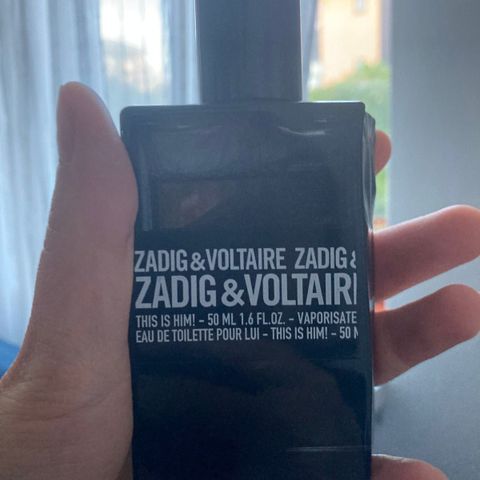 ZADIG & VOLTAIRE ZADIG &
ZADIG & VOLTAIR
THIS IS HIM! – 50 ML 1.6 FL.OZ. – VAPORISATE
EAU DE TOILETTE POUR LUI – THIS IS HIM! – 50 M